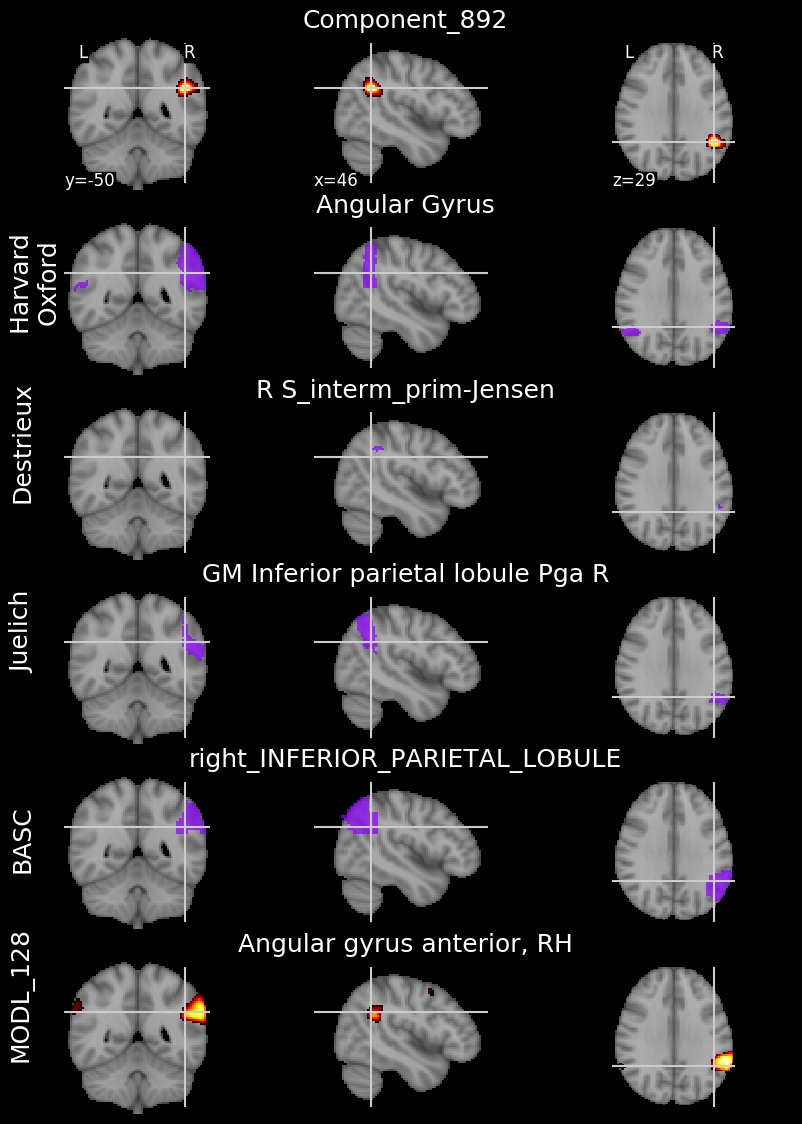 Component_892
L R
L R
y=-50
x=46
z=29
Angular Gyrus
Harvard
Oxford
R S_interm_prim-Jensen
Destrieux
GM Inferior parietal lobule Pga R
Juelich
right_INFERIOR_PARIETAL_LOBULE
BASC
Angular gyrus anterior, RH
MODL_128